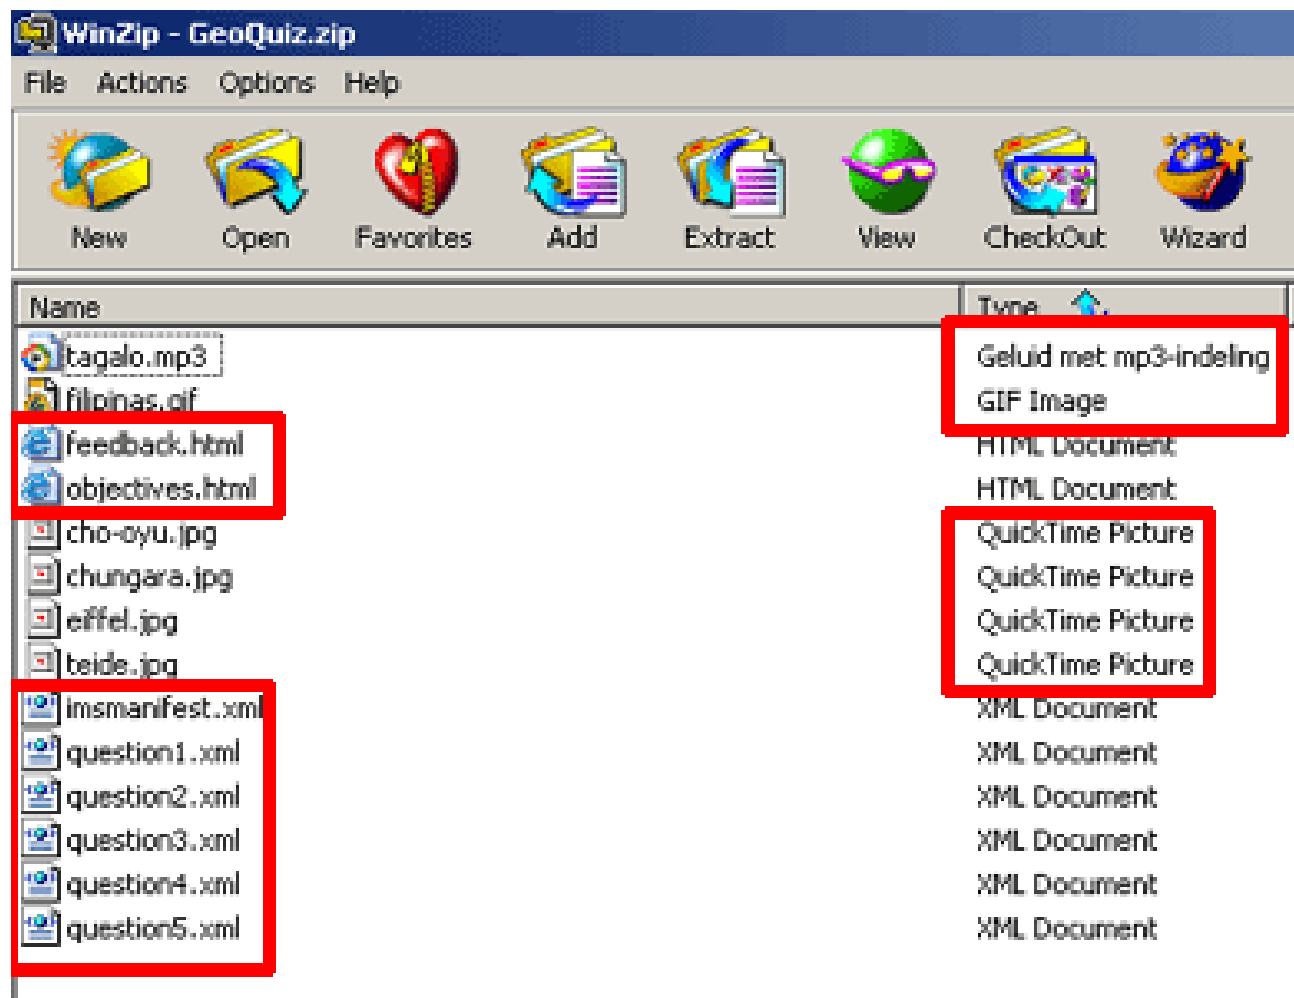 WinZip - GeoQuiz.zip
File Actions Options Help
New Open Favorites Add Extract View CheckOut Wizard
Name Type
tagalo.mp3 Geluid met mp3-indeling
filipinas.gif GIF Image
feedback.html HTML Document
objectives.html HTML Document
cho-oyu.jpg QuickTime Picture
chungara.jpg QuickTime Picture
eiffel.jpg QuickTime Picture
teide.jpg QuickTime Picture
imsmanifest.xml XML Document
question1.xml XML Document
question2.xml XML Document
question3.xml XML Document
question4.xml XML Document
question5.xml XML Document